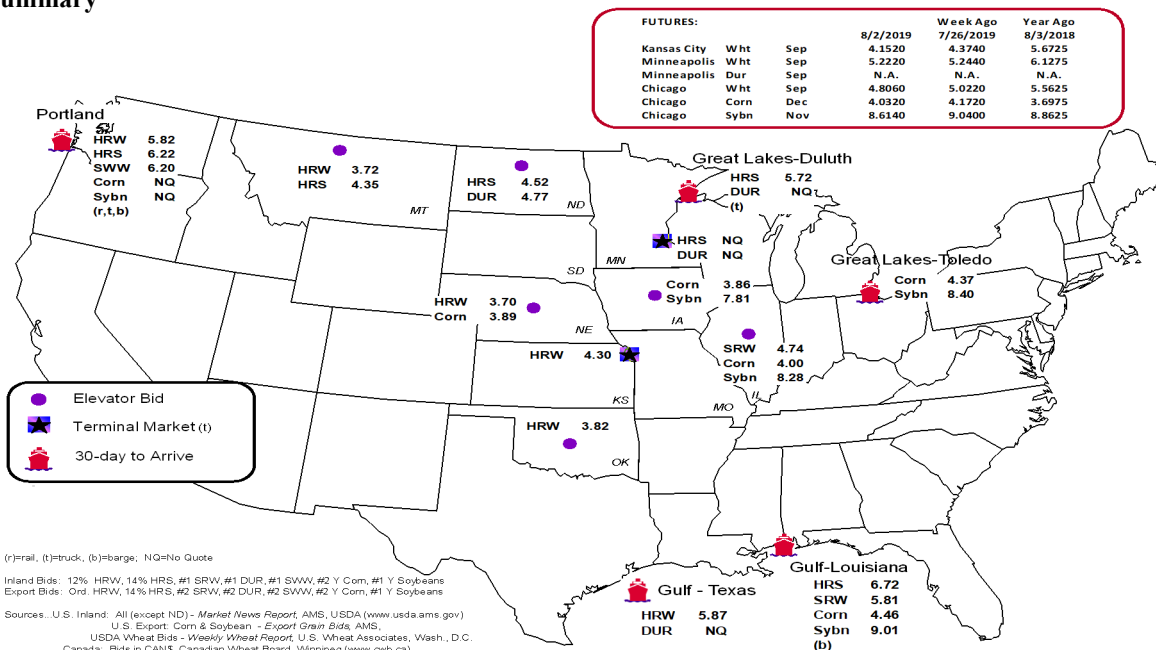 ummary
FUTURES: Week Ago Year Ago
8/2/2019 7/26/2019 8/3/2018
Kansas City Wht Sep 4.1520 4.3740 5.6725
Minneapolis Wht Sep 5.2220 5.2440 6.1275
Minneapolis Dur Sep N.A. N.A. N.A.
Chicago Wht Sep 4.8060 5.0220 5.5625
Chicago Corn Dec 4.0320 4.1720 3.6975
Chicago Sybn Nov 8.6140 9.0400 8.8625
Portland
HRW 5.82
HRS 6.22
SWW 6.20
Corn NQ
Sybn NQ
(r,t,b)
HRW 3.72
HRS 4.35
MT
HRS 4.52
DUR 4.77
ND
Great Lakes-Duluth
HRS 5.72
DUR NQ
(t)
HRS NQ
DUR NQ
MN
SD
Great Lakes-Toledo
Corn 4.37
Sybn 8.40
Corn 3.86
Sybn 7.81
IA
HRW 3.70
Corn 3.89
NE
HRW 4.30
KS
SRW 4.74
Corn 4.00
Sybn 8.28
IL
MO
HRW 3.82
OK
Elevator Bid
Terminal Market (t)
30-day to Arrive
Gulf-Louisiana
HRS 6.72
SRW 5.81
Corn 4.46
Sybn 9.01
(b)
Gulf - Texas
HRW 5.87
DUR NQ
(r)=rail, (t)=truck, (b)=barge; NQ=No Quote
Inland Bids: 12% HRW, 14% HRS, #1 SRW, #1 DUR, #1 SWW, #2 Y Corn, #1 Y Soybeans
Export Bids: Ord. HRW, 14% HRS, #2 SRW, #2 DUR, #2 SWW, #2 Y Corn, #1 Y Soybeans
Sources...U.S. Inland: All (except ND) - Market News Report, AMS, USDA (www.usda.ams.gov)
U.S. Export: Corn & Soybean - Export Grain Bids, AMS,
USDA Wheat Bids - Weekly Wheat Report, U.S. Wheat Associates, Wash., D.C.
Canada: Bids in CAN$, Canadian Wheat Board, Winnipeg (www.cwb.ca)